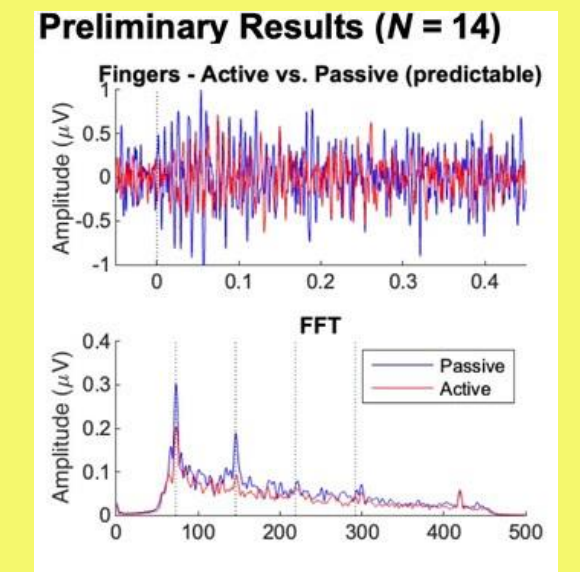 Preliminary Results (N = 14)
Fingers - Active vs. Passive (predictable)
Amplitude (μV)
1
0.5
0
-0.5
-1
0 0.1 0.2 0.3 0.4
FFT
Amplitude (μV)
0.4
0.3
0.2
0.1
0
Passive
Active
0 100 200 300 400 500